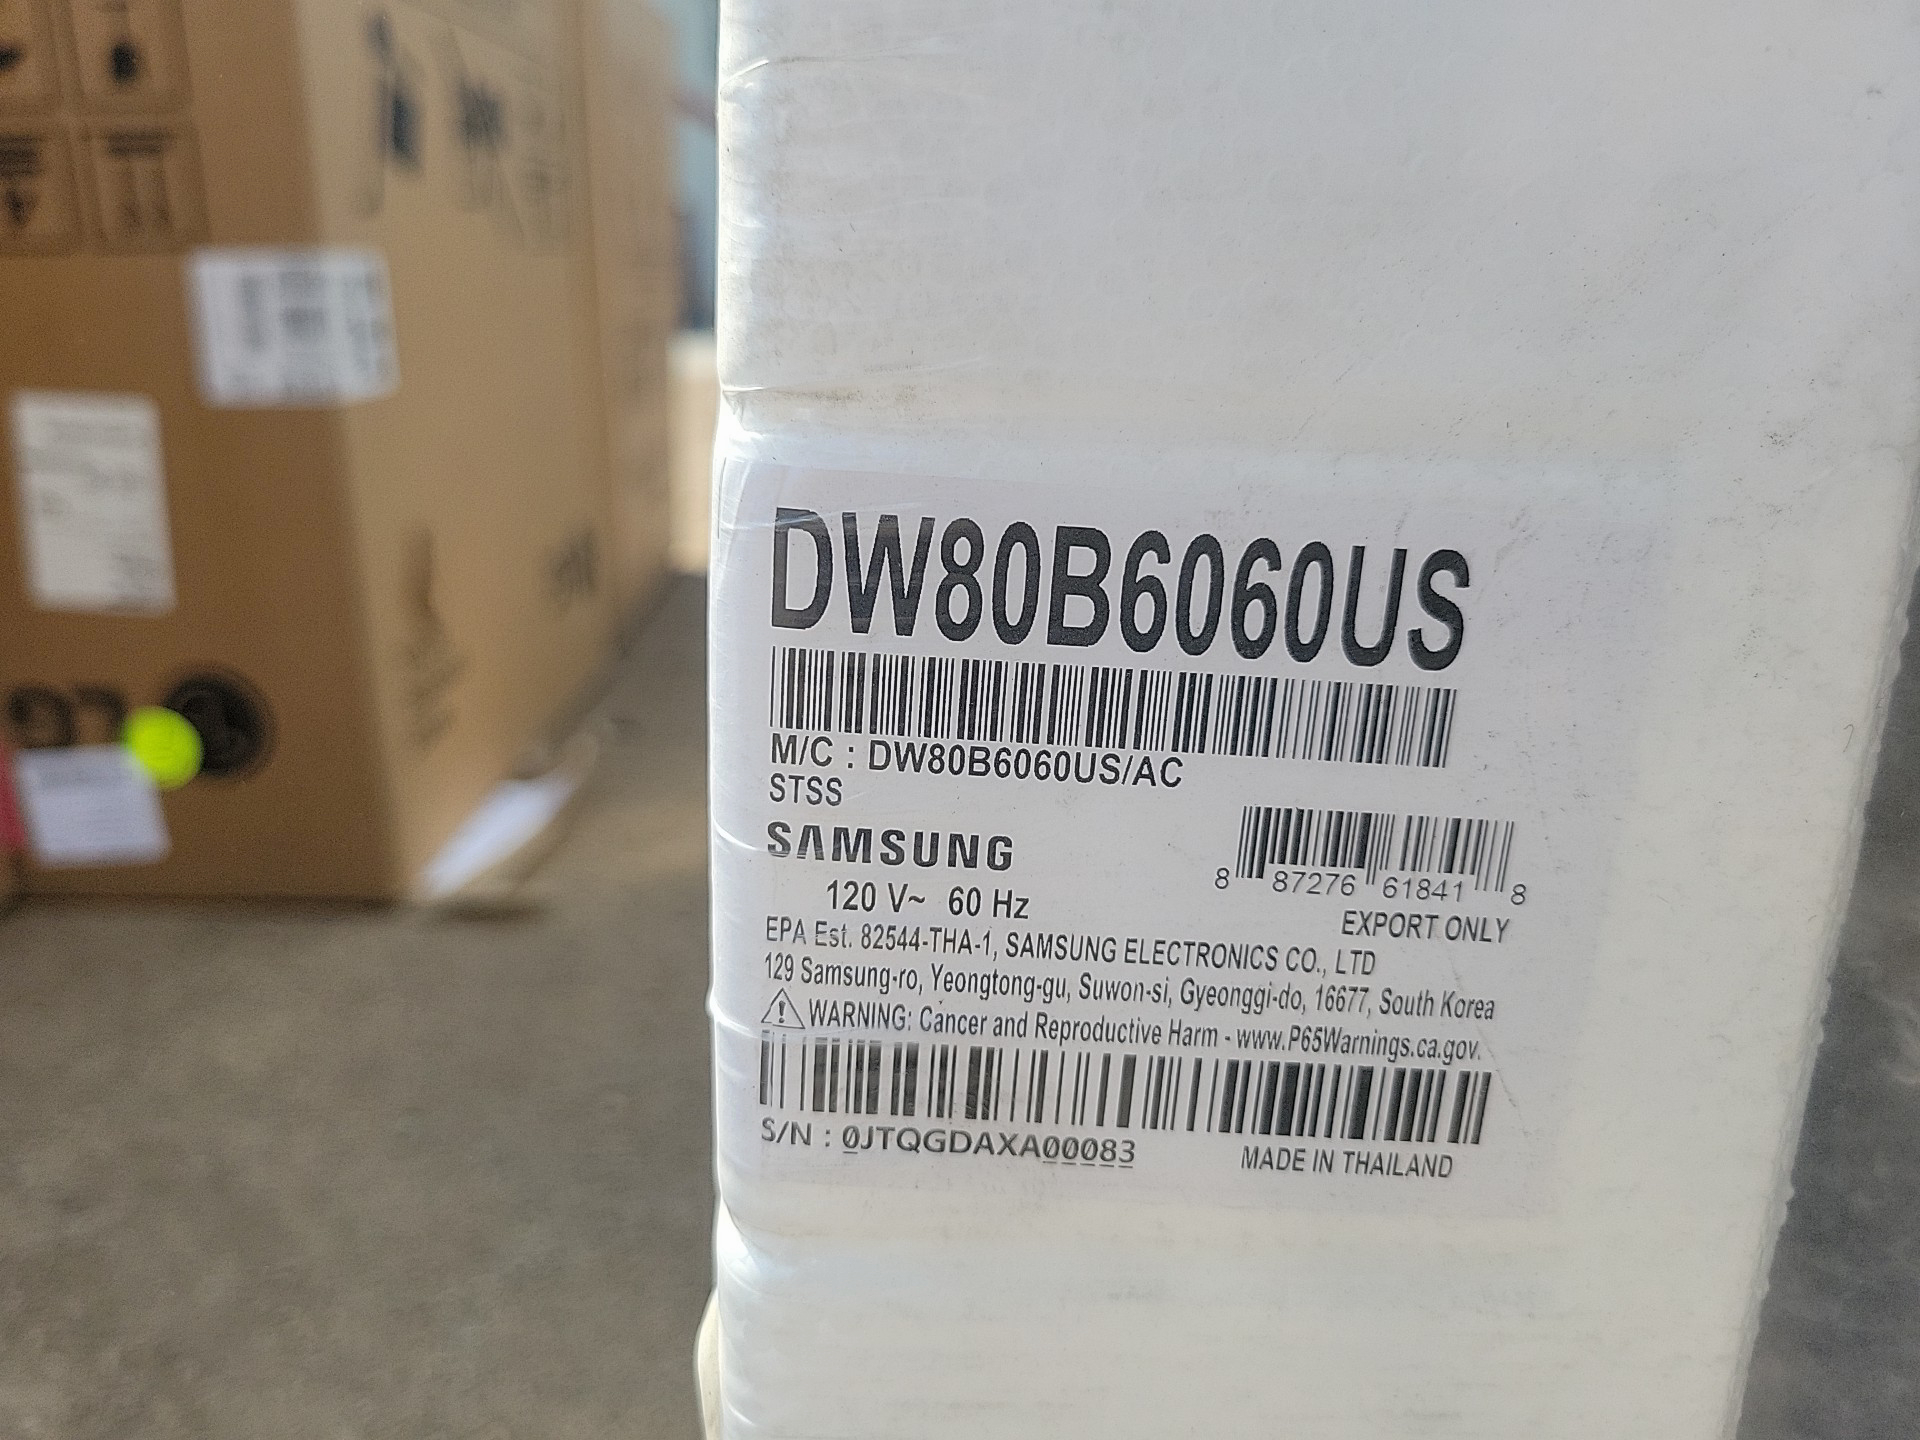 DW80B6060US
M/C : DW80B6060US/AC
STSS
SAMSUNG
120 V~ 60 Hz
8 87276 61841 8
EXPORT ONLY
EPA Est. 82544-THA-1, SAMSUNG ELECTRONICS CO., LTD
129 Samsung-ro, Yeongtong-gu, Suwon-si, Gyeonggi-do, 16677, South Korea
WARNING: Cancer and Reproductive Harm - www.P65Warnings.ca.gov.
S/N : 0JTQGDAXA00083
MADE IN THAILAND
LG